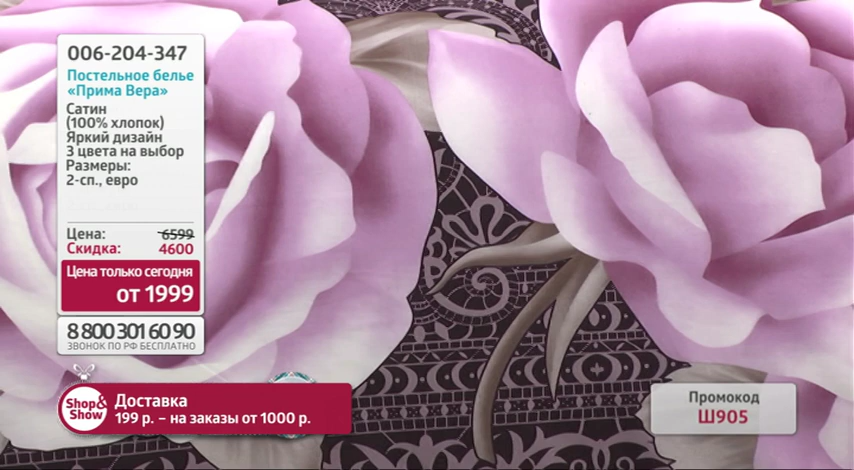 006-204-347
Постельное белье
«Прима Вера»
Сатин
(100% хлопок)
Яркий дизайн
3 цвета на выбор
Размеры:
2-сп., евро
Цена: 6599
Скидка: 4600
Цена только сегодня
от 1999
8 800 301 60 90
ЗВОНОК ПО РФ БЕСПЛАТНО
Shop&
Show
Доставка
199 р. – на заказы от 1000 р.
Промокод
Ш905